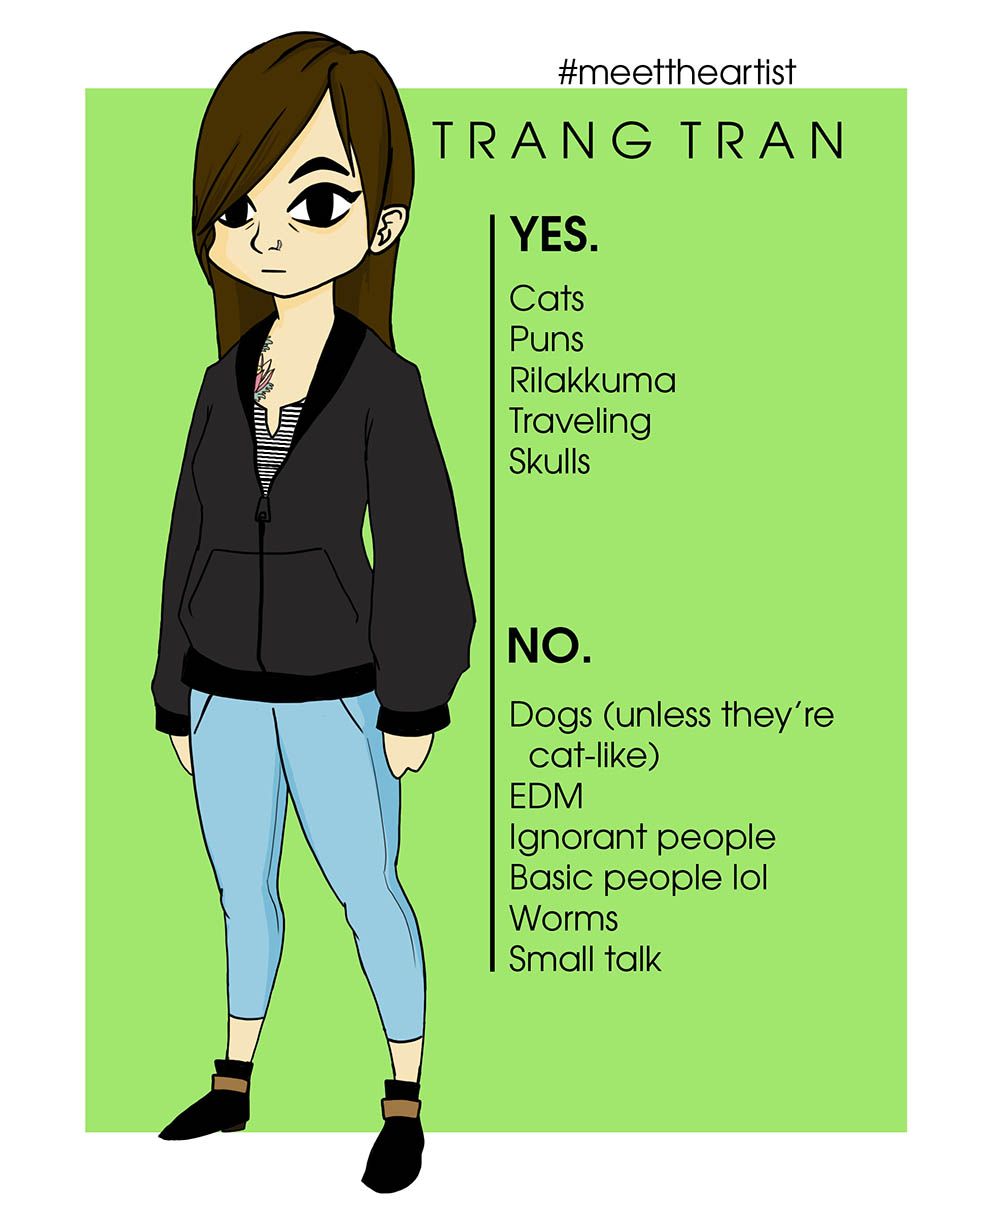 #meettheartist
TRANG TRAN
YES.
Cats
Puns
Rilakkuma
Traveling
Skulls
NO.
Dogs (unless they're
cat-like)
EDM
Ignorant people
Basic people lol
Worms
Small talk